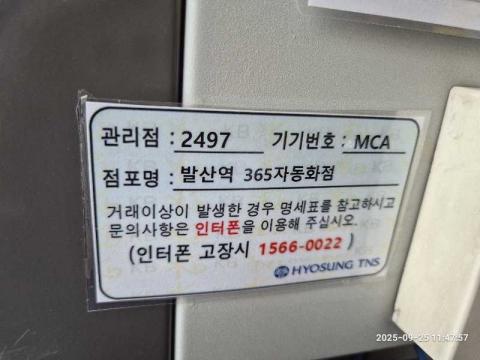 관리점 : 2497 기기번호 : MCA
점포명 : 발산역 365자동화점
거래이상이 발생한 경우 명세표를 참고하시고
문의사항은 인터폰을 이용해 주십시오.
(인터폰 고장시 1566-0022 )
HYOSUNG TNS
2025-09-25 11:47:57